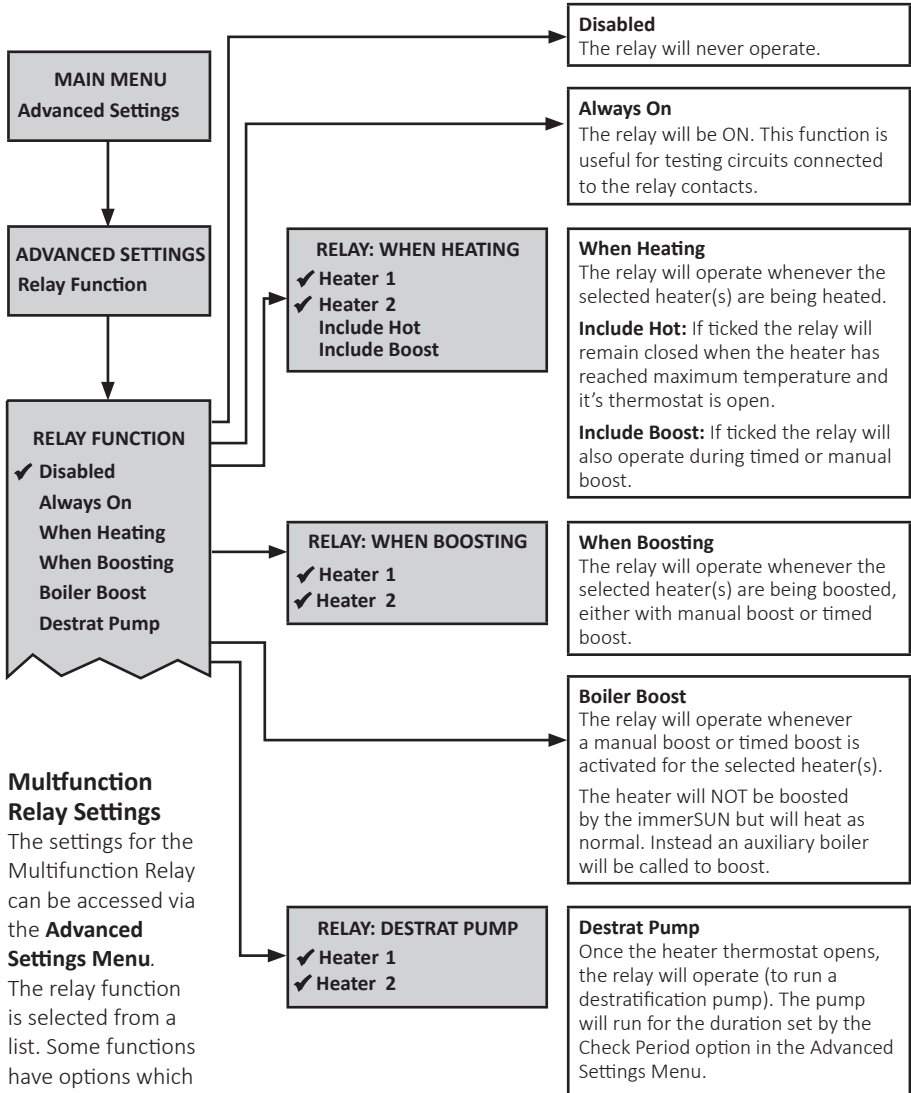 MAIN MENU
Advanced Settings
ADVANCED SETTINGS
Relay Function
RELAY FUNCTION
✔ Disabled
Always On
When Heating
When Boosting
Boiler Boost
Destrat Pump
Multfunction
Relay Settings
The settings for the
Multifunction Relay
can be accessed via
the Advanced
Settings Menu.
The relay function
is selected from a
list. Some functions
have options which
RELAY: WHEN HEATING
✔ Heater 1
✔ Heater 2
Include Hot
Include Boost
RELAY: WHEN BOOSTING
✔ Heater 1
✔ Heater 2
RELAY: DESTRAT PUMP
✔ Heater 1
✔ Heater 2
Disabled
The relay will never operate.
Always On
The relay will be ON. This function is
useful for testing circuits connected
to the relay contacts.
When Heating
The relay will operate whenever the
selected heater(s) are being heated.
Include Hot: If ticked the relay will
remain closed when the heater has
reached maximum temperature and
it's thermostat is open.
Include Boost: If ticked the relay will
also operate during timed or manual
boost.
When Boosting
The relay will operate whenever the
selected heater(s) are being boosted,
either with manual boost or timed
boost.
Boiler Boost
The relay will operate whenever
a manual boost or timed boost is
activated for the selected heater(s).
The heater will NOT be boosted
by the immerSUN but will heat as
normal. Instead an auxiliary boiler
will be called to boost.
Destrat Pump
Once the heater thermostat opens,
the relay will operate (to run a
destratification pump). The pump
will run for the duration set by the
Check Period option in the Advanced
Settings Menu.